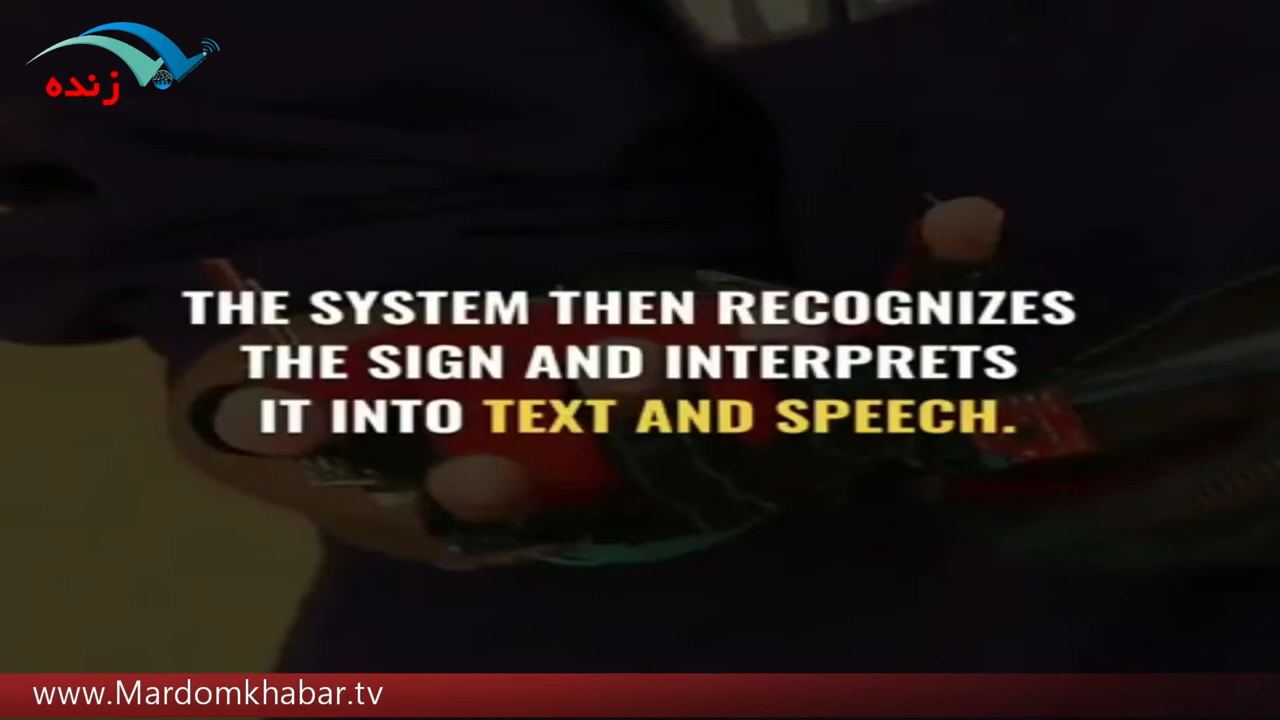 زنده
THE SYSTEM THEN RECOGNIZES
THE SIGN AND INTERPRETS
IT INTO TEXT AND SPEECH.
www.Mardomkhabar.tv